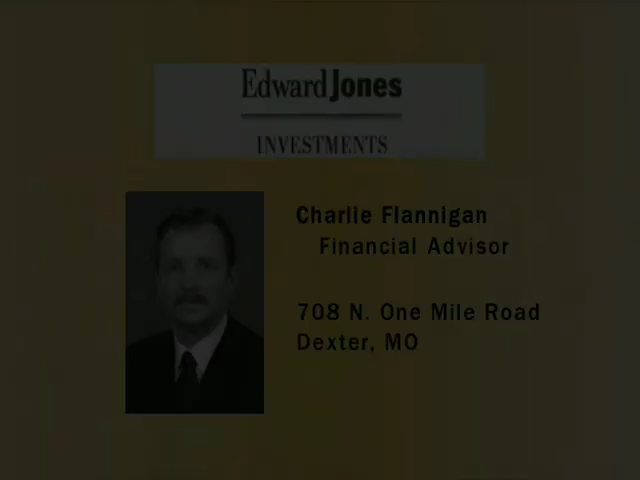 Edward Jones
INVESTMENTS
Charlie Flannigan
Financial Advisor
708 N. One Mile Road
Dexter, MO